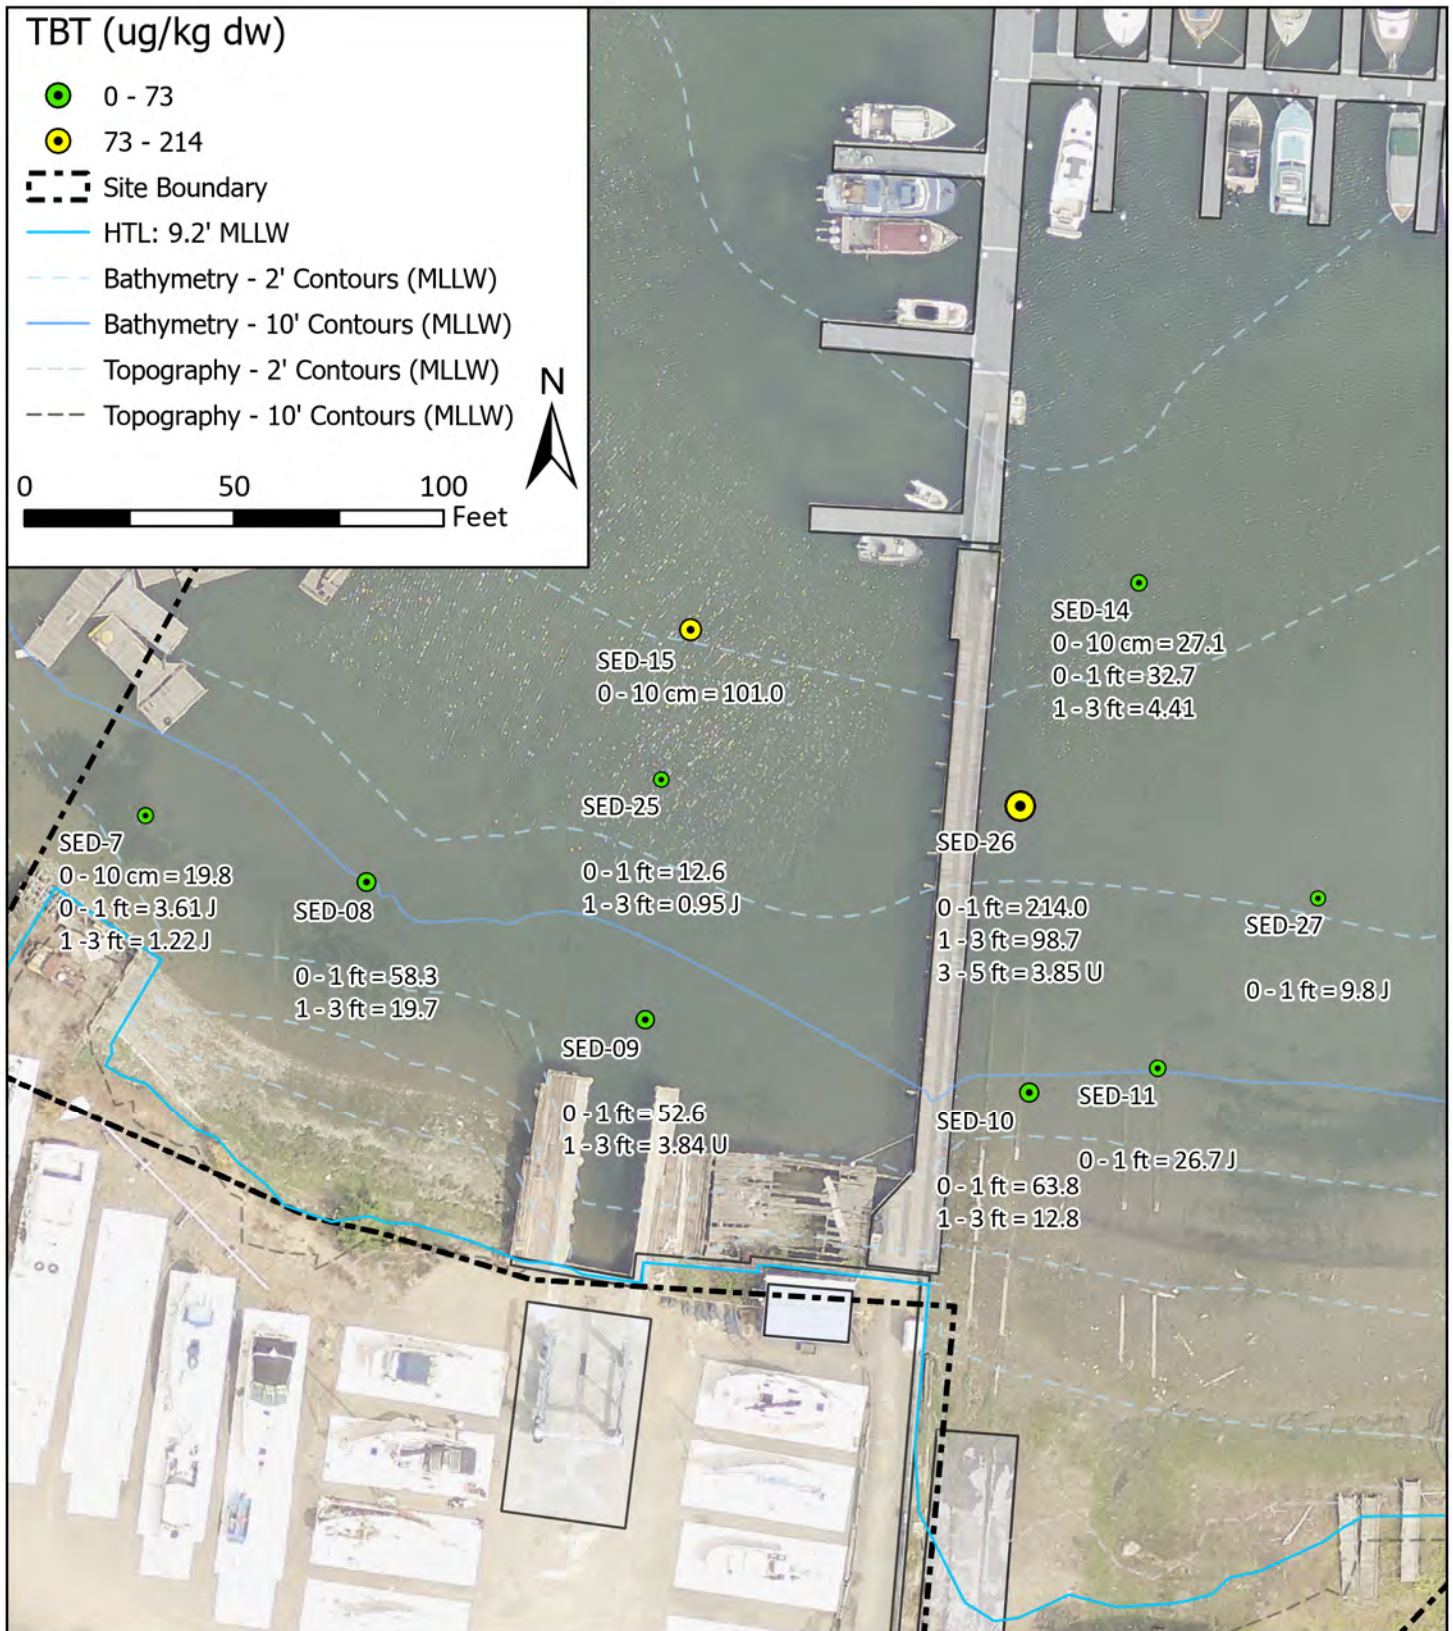 TBT (ug/kg dw)
0 - 73
73 - 214
Site Boundary
HTL: 9.2' MLLW
Bathymetry - 2' Contours (MLLW)
Bathymetry - 10' Contours (MLLW)
Topography - 2' Contours (MLLW)
Topography - 10' Contours (MLLW)
N
0 50 100
Feet
SED-14
0 - 10 cm = 27.1
0 - 1 ft = 32.7
1 - 3 ft = 4.41
SED-15
0 - 10 cm = 101.0
SED-25
0 - 1 ft = 12.6
1 - 3 ft = 0.95 J
SED-26
0 -1 ft = 214.0
1 - 3 ft = 98.7
3 - 5 ft = 3.85 U
SED-7
0 - 10 cm = 19.8
0 - 1 ft = 3.61 J
1 -3 ft = 1.22 J
SED-08
0 - 1 ft = 58.3
1 - 3 ft = 19.7
SED-27
0 - 1 ft = 9.8 J
SED-09
0 - 1 ft = 52.6
1 - 3 ft = 3.84 U
SED-10
0 - 1 ft = 63.8
1 - 3 ft = 12.8
SED-11
0 - 1 ft = 26.7 J